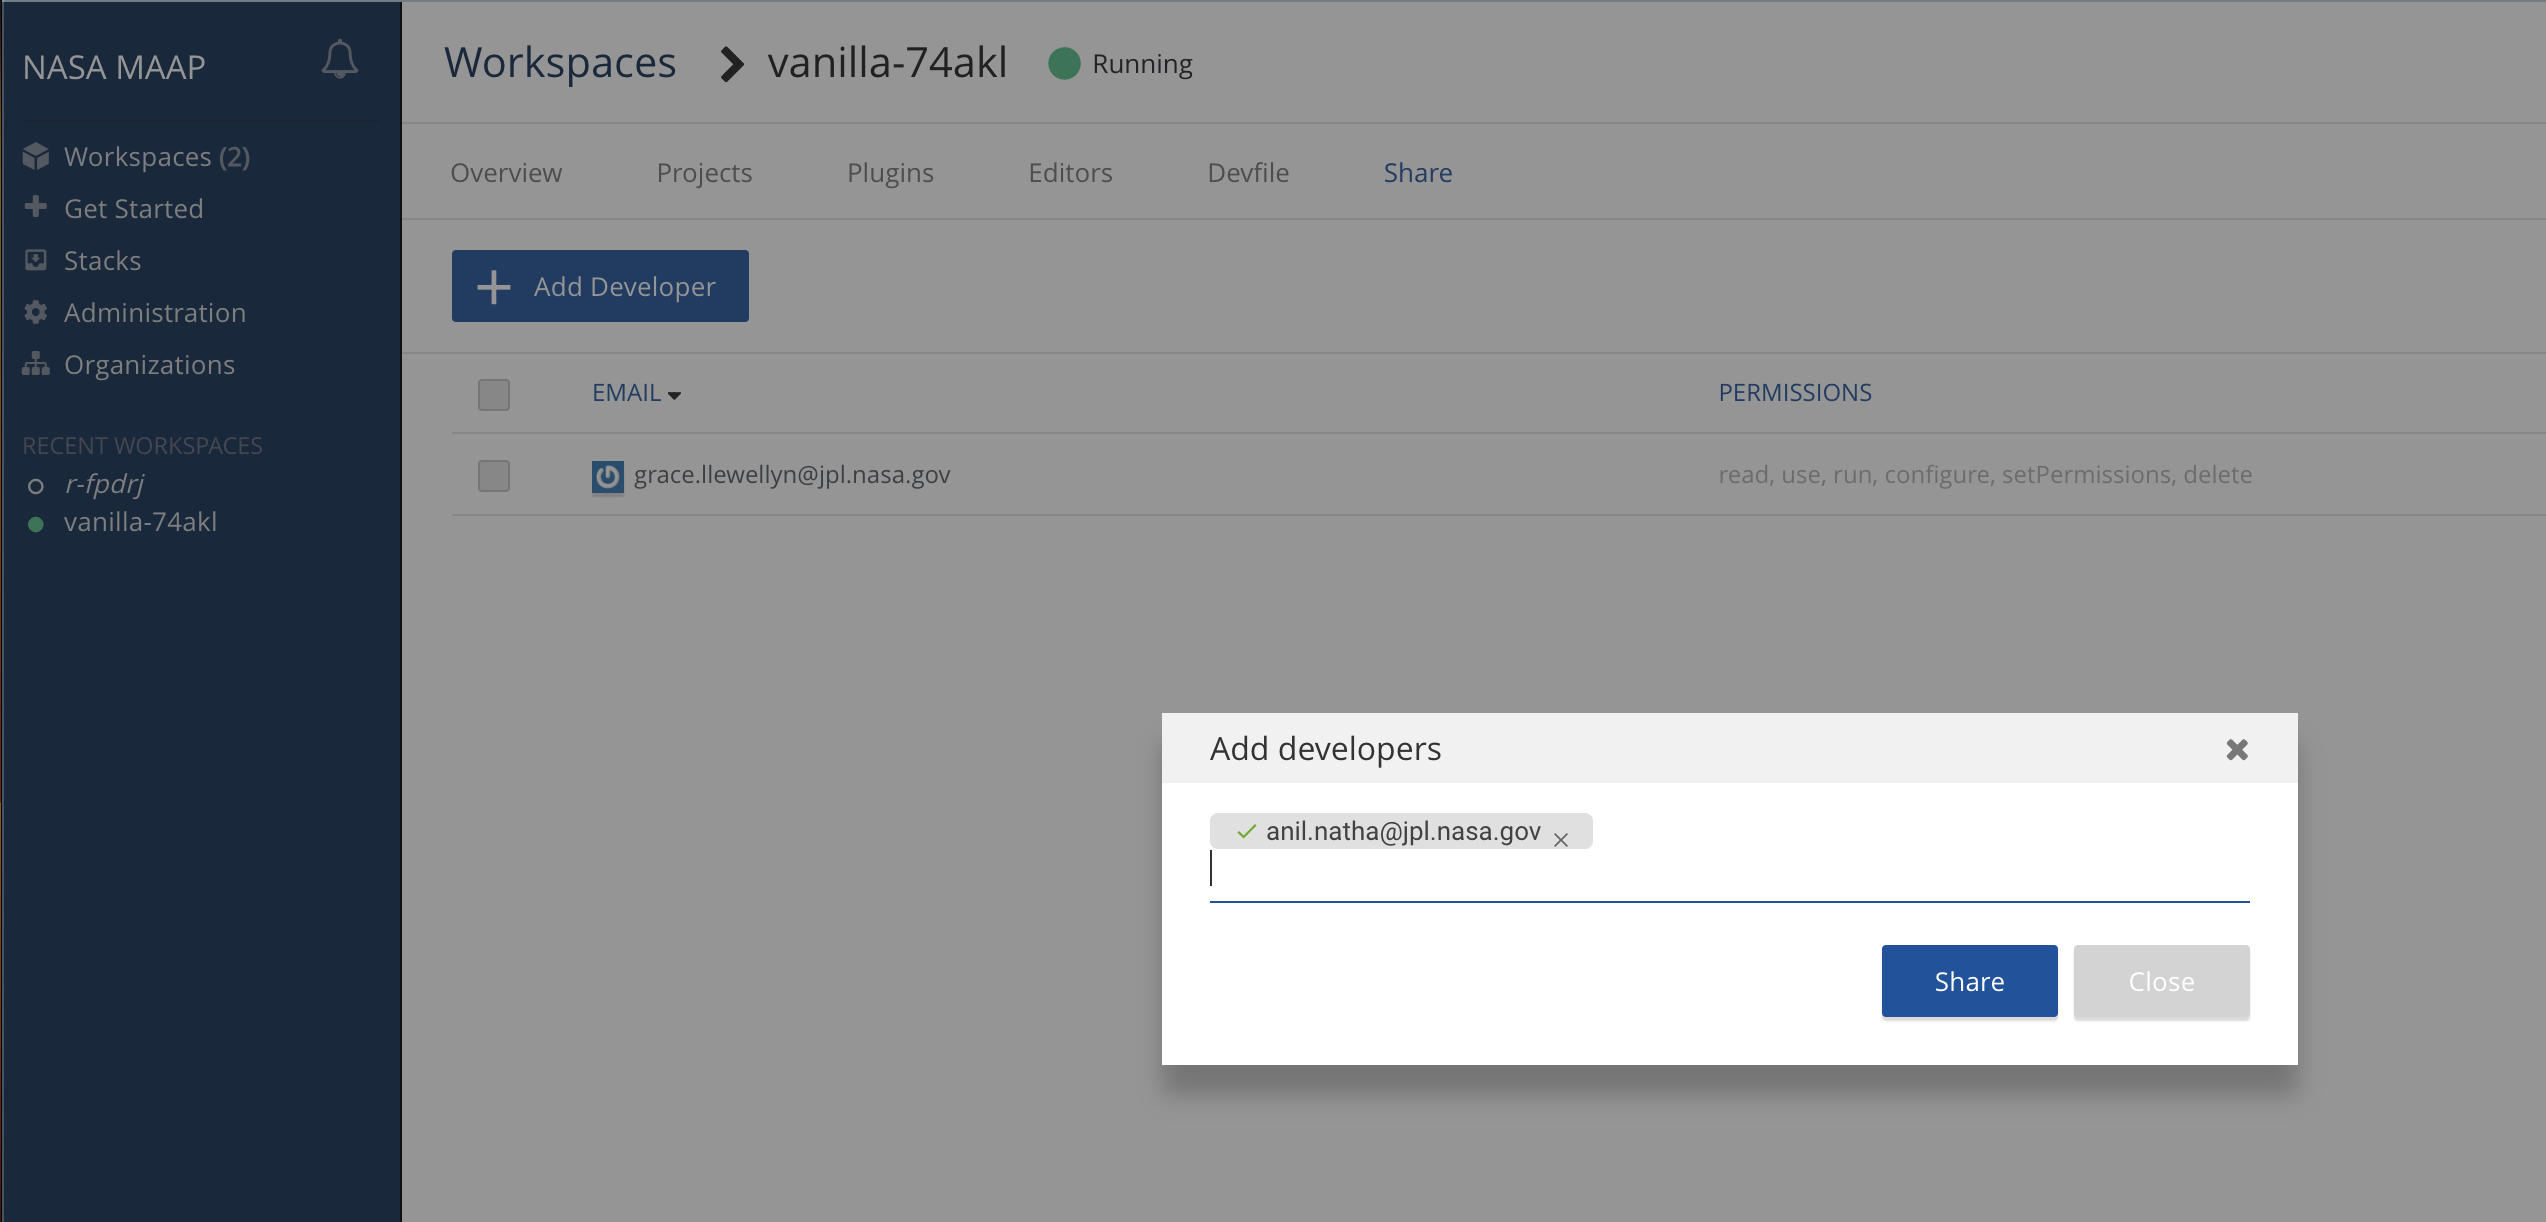 NASA MAAP
Workspaces (2)
Get Started
Stacks
Administration
Organizations
RECENT WORKSPACES
r-fpdrj
vanilla-74akl
Workspaces vanilla-74akl Running
Overview Projects Plugins Editors Devfile Share
Add Developer
EMAIL PERMISSIONS
grace.llewellyn@jpl.nasa.gov read, use, run, configure, setPermissions, delete
Add developers
anil.natha@jpl.nasa.gov
Share Close